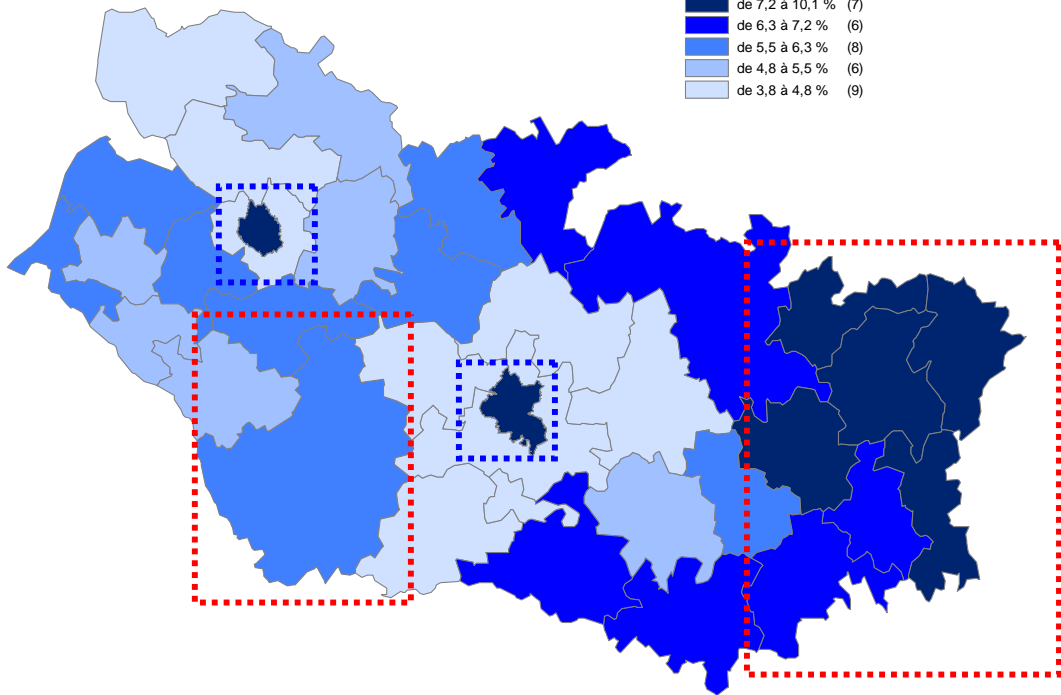 de 7,2 à 10,1 % (7)
de 6,3 à 7,2 % (6)
de 5,5 à 6,3 % (8)
de 4,8 à 5,5 % (6)
de 3,8 à 4,8 % (9)